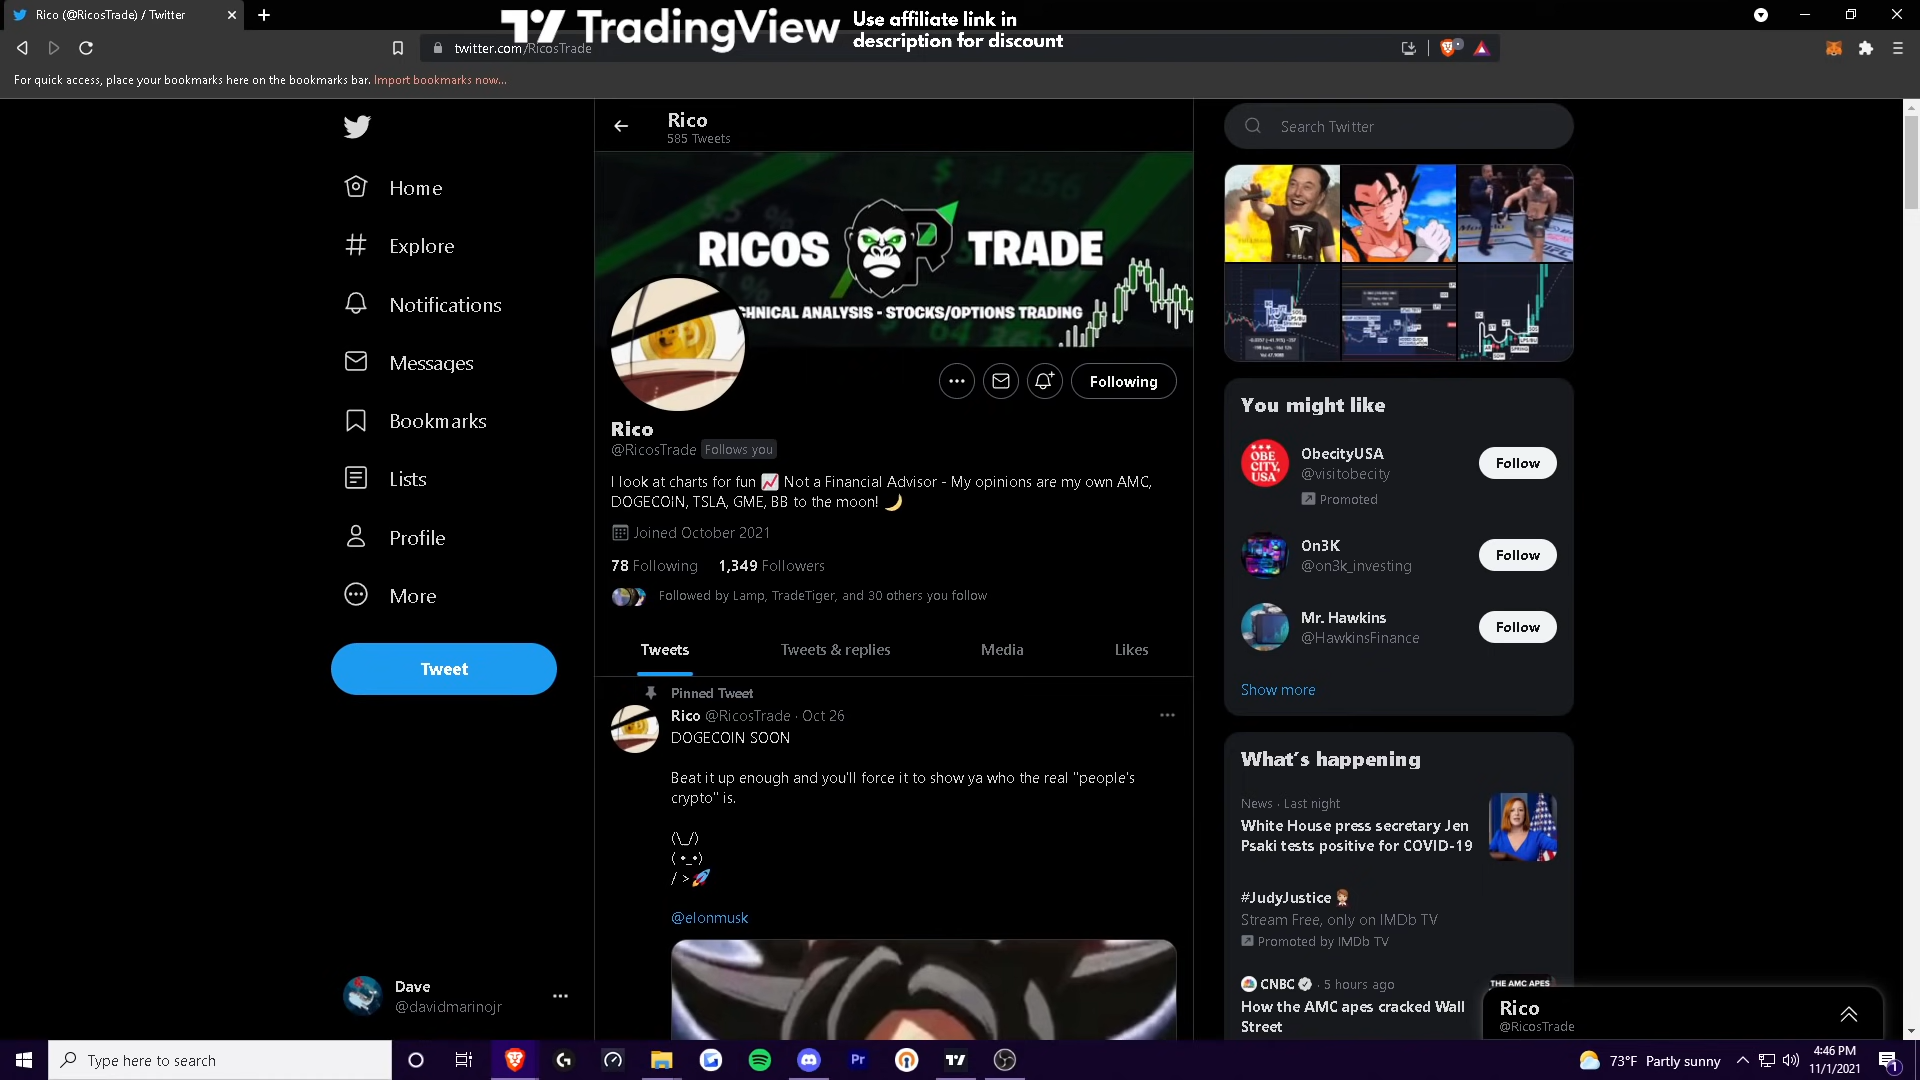 Rico (@RicosTrade) / Twitter
TradingView
Use affiliate link in
description for discount
twitter.com/RicosTrade
For quick access, place your bookmarks here on the bookmarks bar. Import bookmarks now...
Home
Explore
Notifications
Messages
Bookmarks
Lists
Profile
More
Tweet
Dave
@davidmarinojr
Rico
585 Tweets
RICOS TRADE
CHNICAL ANALYSIS - STOCKS/OPTIONS TRADING
Following
Rico
@RicosTrade Follows you
I look at charts for fun 📈 Not a Financial Advisor - My opinions are my own AMC,
DOGECOIN, TSLA, GME, BB to the moon! 🌙
Joined October 2021
78 Following 1,349 Followers
Followed by Lamp, TradeTiger, and 30 others you follow
Tweets Tweets & replies Media Likes
Pinned Tweet
Rico @RicosTrade · Oct 26
DOGECOIN SOON
Beat it up enough and you'll force it to show ya who the real "people's
crypto" is.
(\_/)
( •_•)
/ >🚀
@elonmusk
Search Twitter
TESLA
You might like
OBE
CITY,
USA
ObecityUSA
@visitobecity
Promoted
Follow
On3K
@on3k_investing
Follow
Mr. Hawkins
@HawkinsFinance
Follow
Show more
What's happening
News · Last night
White House press secretary Jen
Psaki tests positive for COVID-19
#JudyJustice
Stream Free, only on IMDb TV
Promoted by IMDb TV
CNBC · 5 hours ago
How the AMC apes cracked Wall
Street
THE AMC APES
Rico
@RicosTrade
Type here to search
Pr
73°F Partly sunny
4:46 PM
11/1/2021
1